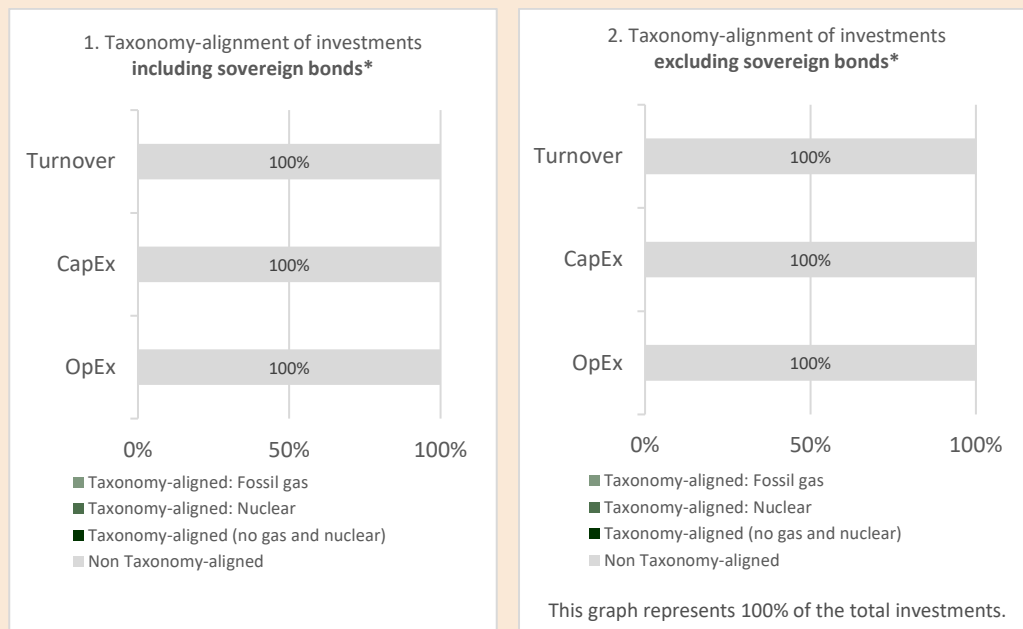 1. Taxonomy-alignment of investments
including sovereign bonds*
Turnover
100%
CapEx
100%
OpEx
100%
0%
50%
100%
Taxonomy-aligned: Fossil gas
Taxonomy-aligned: Nuclear
Taxonomy-aligned (no gas and nuclear)
Non Taxonomy-aligned
2. Taxonomy-alignment of investments
excluding sovereign bonds*
Turnover
100%
CapEx
100%
OpEx
100%
0%
50%
100%
Taxonomy-aligned: Fossil gas
Taxonomy-aligned: Nuclear
Taxonomy-aligned (no gas and nuclear)
Non Taxonomy-aligned
This graph represents 100% of the total investments.